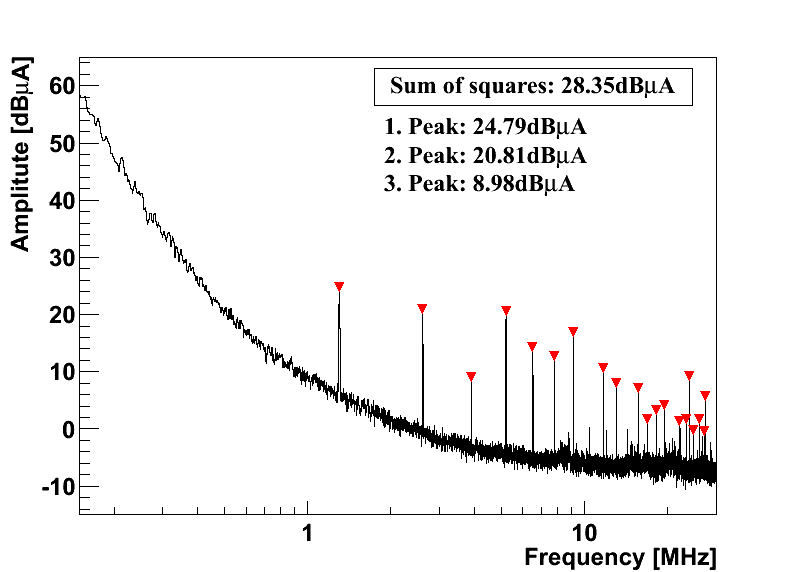 Amplitute [dBµA]
60
50
40
30
20
10
0
-10
Sum of squares: 28.35dBµA
1. Peak: 24.79dBµA
2. Peak: 20.81dBµA
3. Peak: 8.98dBµA
1
10
Frequency [MHz]